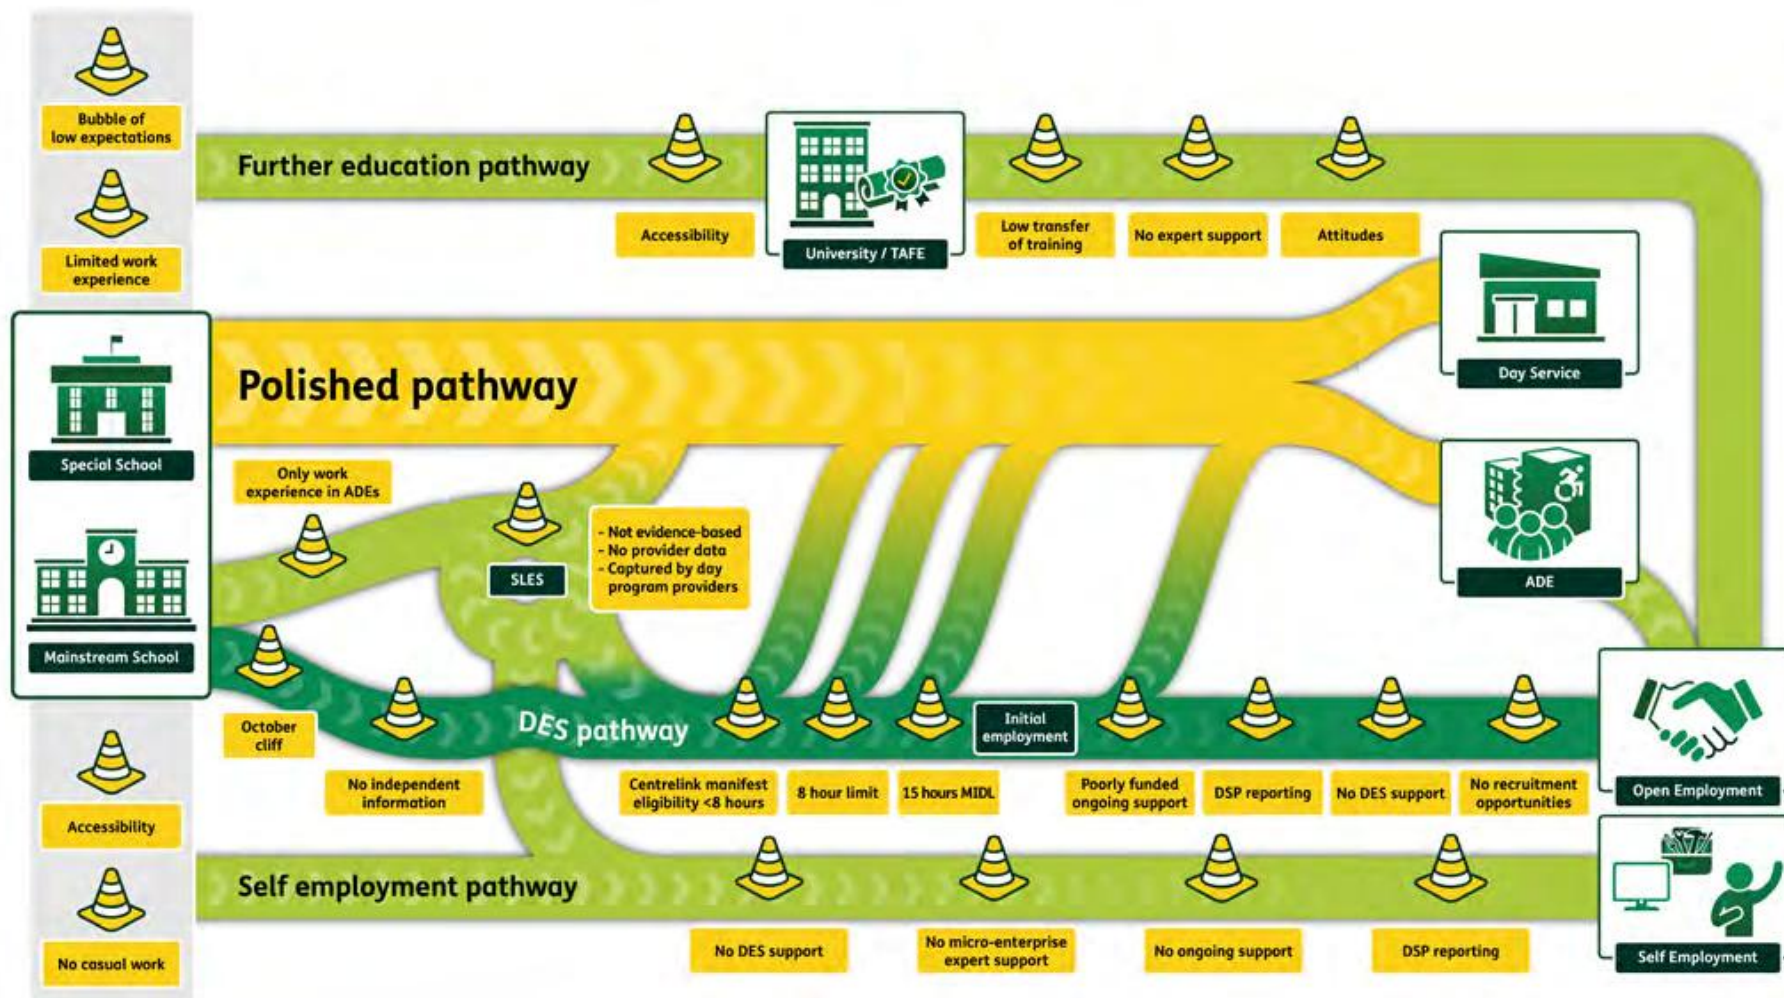 Bubble of
low expectations
Limited work
experience
Special School
Mainstream School
Accessibility
No casual work
Further education pathway
Accessibility
University / TAFE
Low transfer
of training
No expert support
Attitudes
Polished pathway
Day Service
ADE
Only work
experience in ADEs
SLES
- Not evidence-based
- No provider data
- Captured by day
program providers
October
cliff
No independent
information
DES pathway
Centrelink manifest
eligibility <8 hours
8 hour limit
15 hours MIDL
Initial
employment
Poorly funded
ongoing support
DSP reporting
No DES support
No recruitment
opportunities
Open Employment
Self employment pathway
No DES support
No micro-enterprise
expert support
No ongoing support
DSP reporting
Self Employment